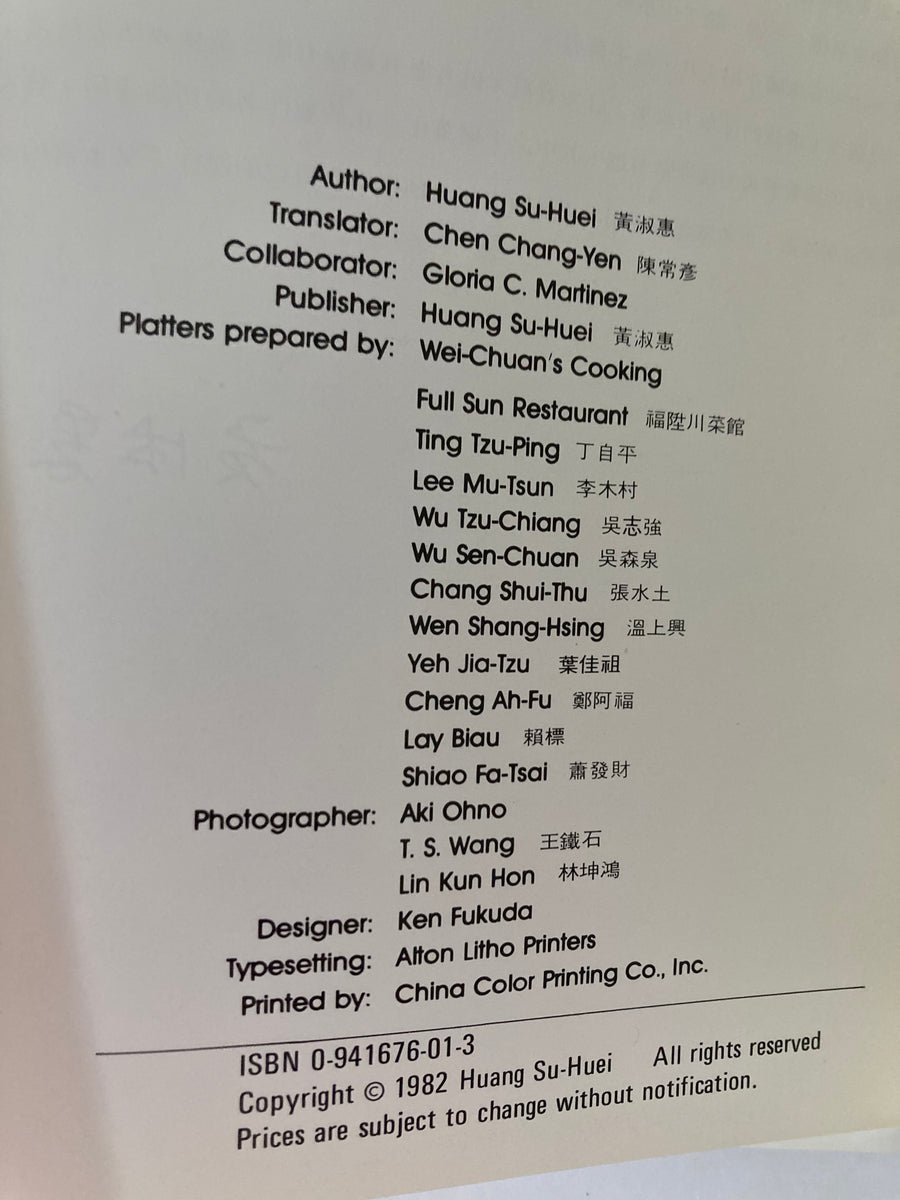 Author: Huang Su-Huei 黃淑惠
Translator: Chen Chang-Yen 陳常彥
Collaborator: Gloria C. Martinez
Publisher: Huang Su-Huei 黃淑惠
Platters prepared by: Wei-Chuan's Cooking
Full Sun Restaurant 福陞川菜館
Ting Tzu-Ping 丁自平
Lee Mu-Tsun 李木村
Wu Tzu-Chiang 吳志強
Wu Sen-Chuan 吳森泉
Chang Shui-Thu 張水土
Wen Shang-Hsing 溫上興
Yeh Jia-Tzu 葉佳祖
Cheng Ah-Fu 鄭阿福
Lay Biau 賴標
Shiao Fa-Tsai 蕭發財
Photographer: Aki Ohno
T. S. Wang 王鐵石
Lin Kun Hon 林坤鴻
Designer: Ken Fukuda
Typesetting: Alton Litho Printers
Printed by: China Color Printing Co., Inc.
ISBN 0-941676-01-3
Copyright © 1982 Huang Su-Huei All rights reserved
Prices are subject to change without notification.